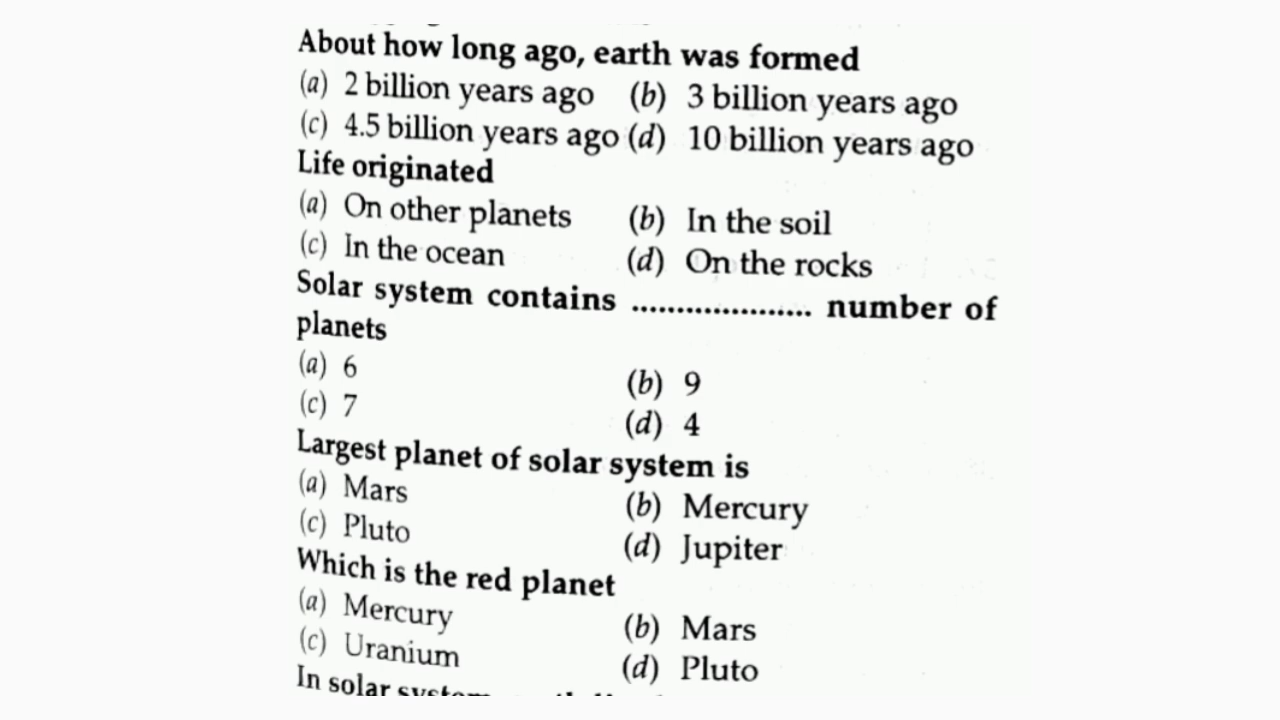 About how long ago, earth was formed
(a) 2 billion years ago (b) 3 billion years ago
(c) 4.5 billion years ago (d) 10 billion years ago
Life originated
(a) On other planets (b) In the soil
(c) In the ocean (d) On the rocks
Solar system contains ..................... number of
planets
(a) 6 (b) 9
(c) 7 (d) 4
Largest planet of solar system is
(a) Mars (b) Mercury
(c) Pluto (d) Jupiter
Which is the red planet
(a) Mercury (b) Mars
(c) Uranium (d) Pluto
In solar system